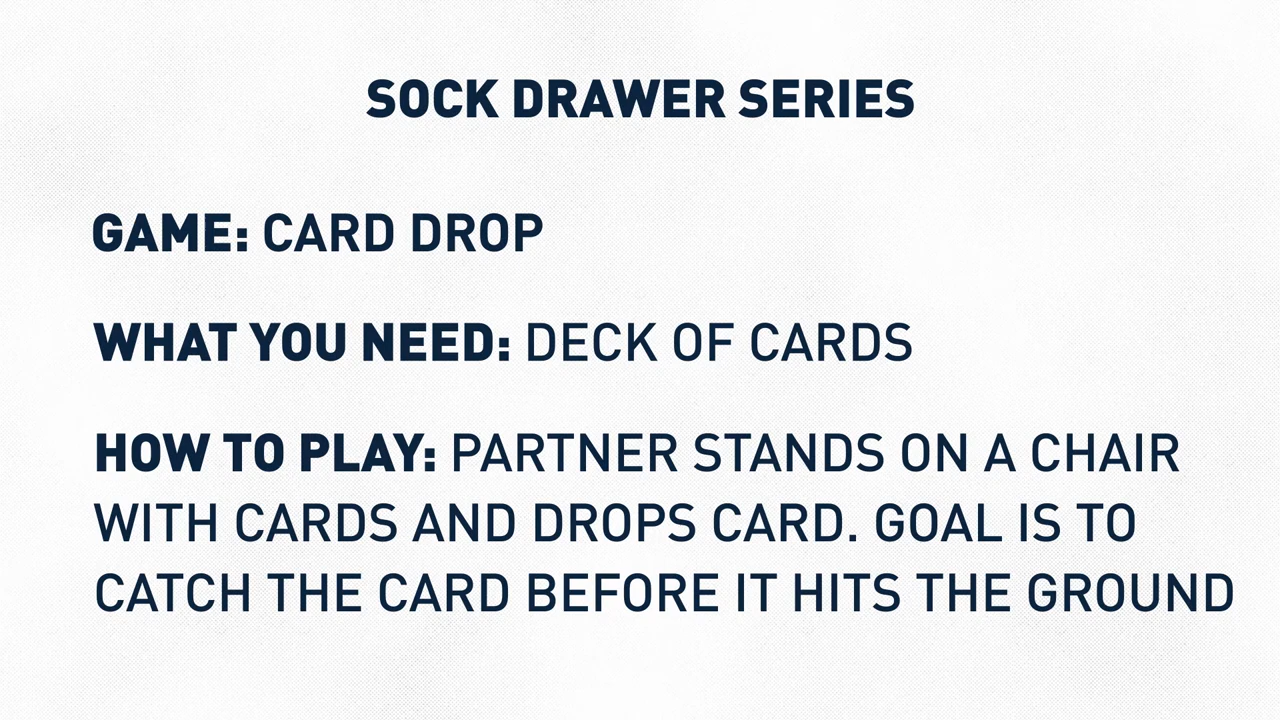 SOCK DRAWER SERIES
GAME: CARD DROP
WHAT YOU NEED: DECK OF CARDS
HOW TO PLAY: PARTNER STANDS ON A CHAIR
WITH CARDS AND DROPS CARD. GOAL IS TO
CATCH THE CARD BEFORE IT HITS THE GROUND